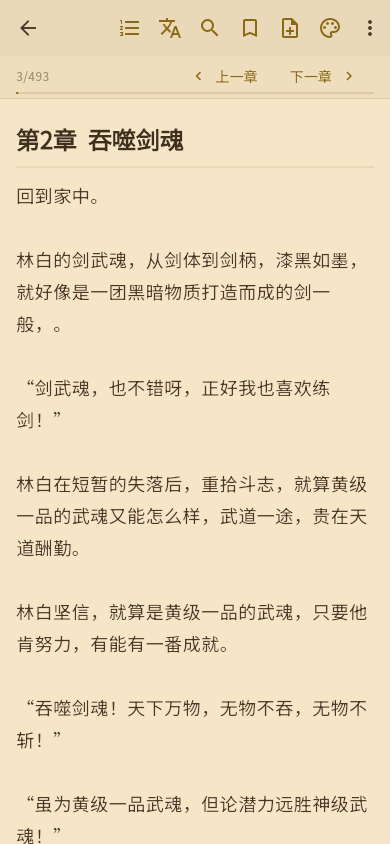 3/493
上一章
下一章
第2章 吞噬剑魂
回到家中。
林白的剑武魂，从剑体到剑柄，漆黑如墨，
就好像是一团黑暗物质打造而成的剑一
般，。
“剑武魂，也不错呀，正好我也喜欢练
剑！”
林白在短暂的失落后，重拾斗志，就算黄级
一品的武魂又能怎么样，武道一途，贵在天
道酬勤。
林白坚信，就算是黄级一品的武魂，只要他
肯努力，有能有一番成就。
“吞噬剑魂！天下万物，无物不吞，无物不
斩！”
“虽为黄级一品武魂，但论潜力远胜神级武
魂！”